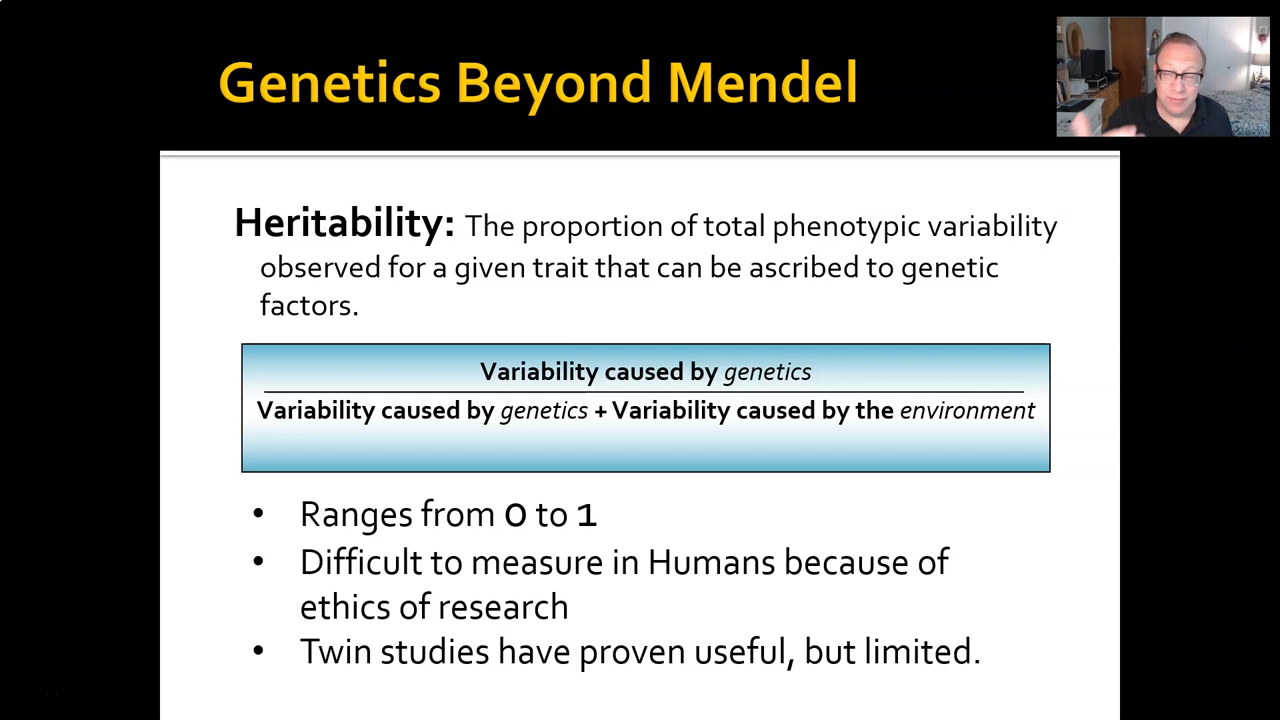 Genetics Beyond Mendel
Heritability: The proportion of total phenotypic variability
observed for a given trait that can be ascribed to genetic
factors.
Variability caused by genetics
Variability caused by genetics + Variability caused by the environment
• Ranges from 0 to 1
• Difficult to measure in Humans because of
ethics of research
• Twin studies have proven useful, but limited.